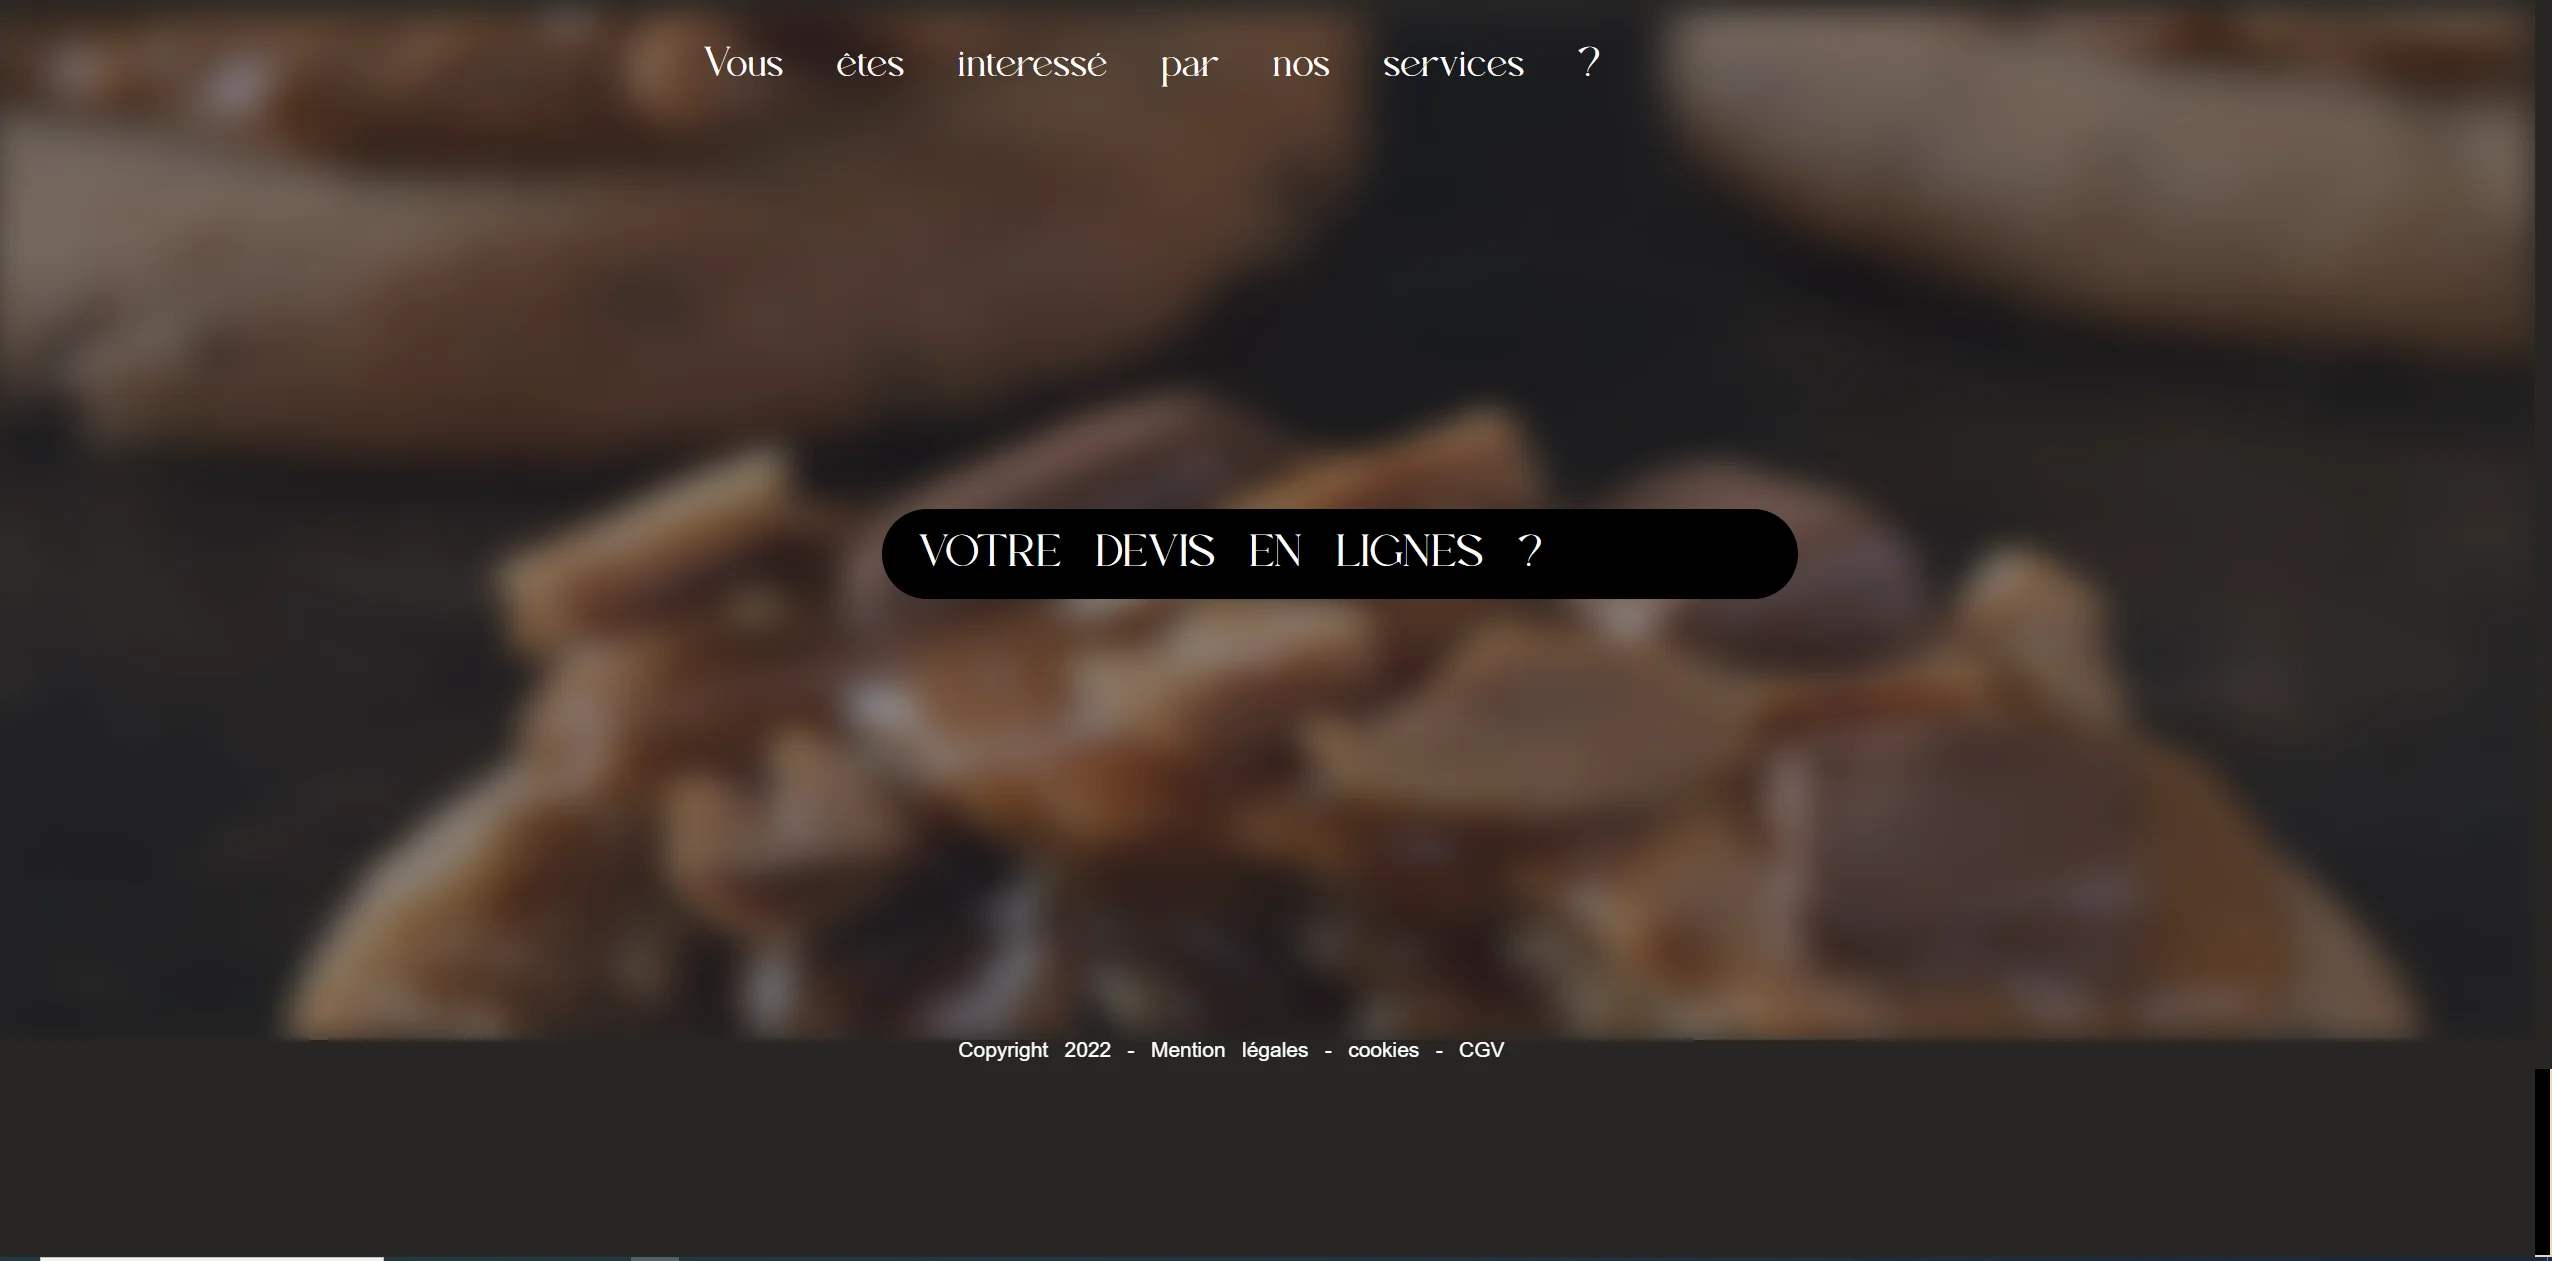 Vous êtes interessé par nos services ?
VOTRE DEVIS EN LIGNES ?
Copyright 2022 - Mention légales - cookies - CGV